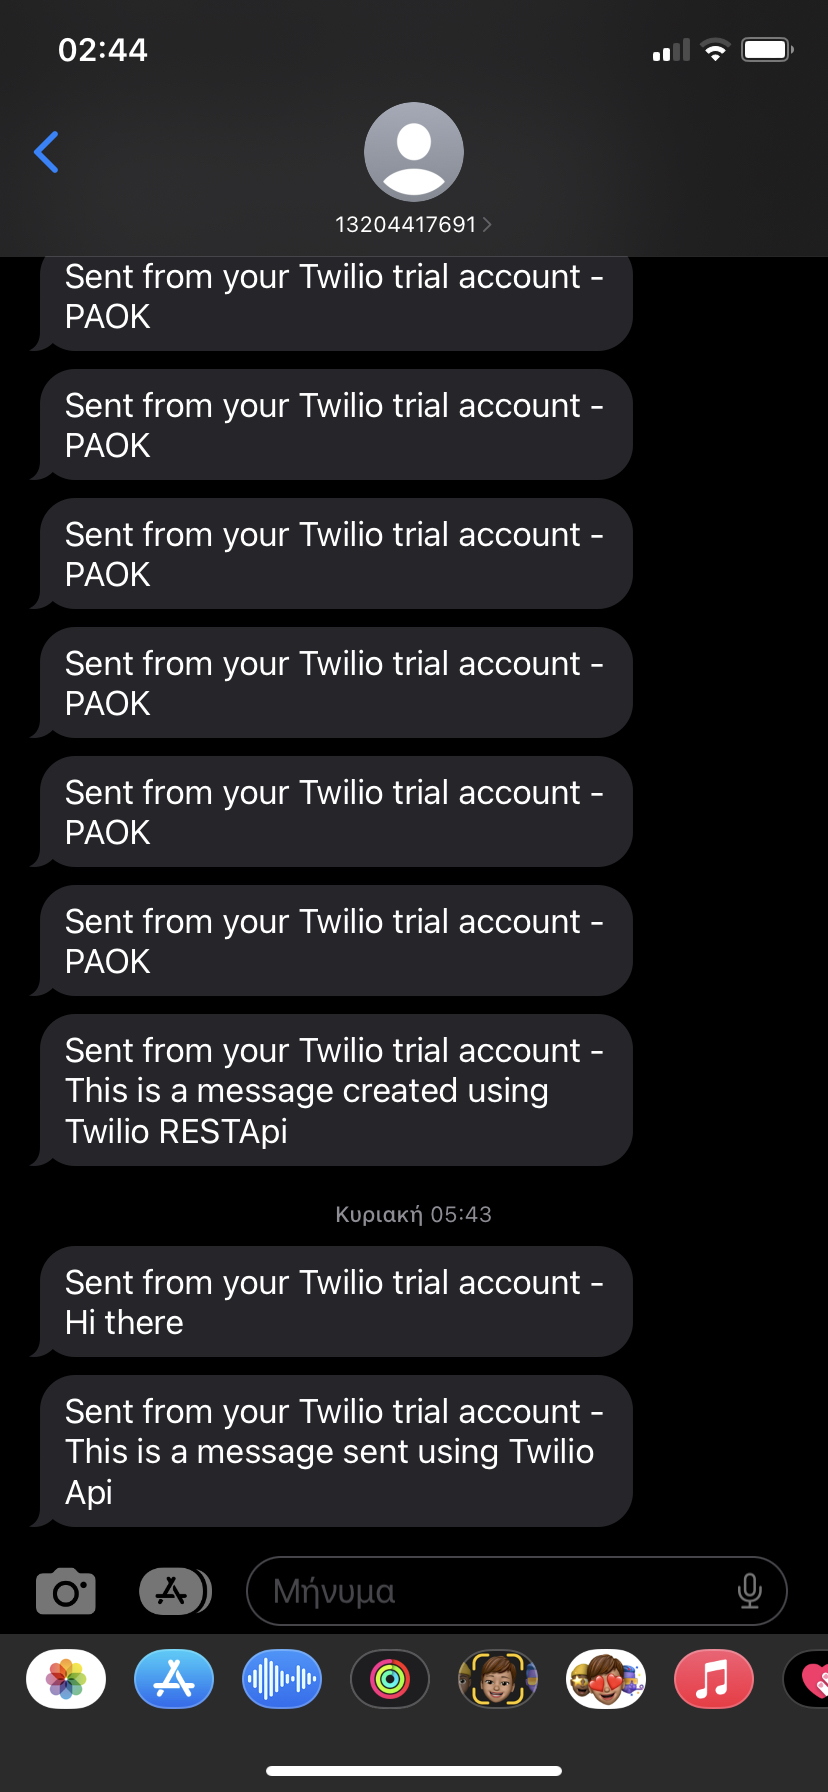 02:44
13204417691
Sent from your Twilio trial account -
PAOK
Sent from your Twilio trial account -
PAOK
Sent from your Twilio trial account -
PAOK
Sent from your Twilio trial account -
PAOK
Sent from your Twilio trial account -
PAOK
Sent from your Twilio trial account -
PAOK
Sent from your Twilio trial account -
This is a message created using
Twilio RESTApi
Κυριακή 05:43
Sent from your Twilio trial account -
Hi there
Sent from your Twilio trial account -
This is a message sent using Twilio
Api
Μήνυμα